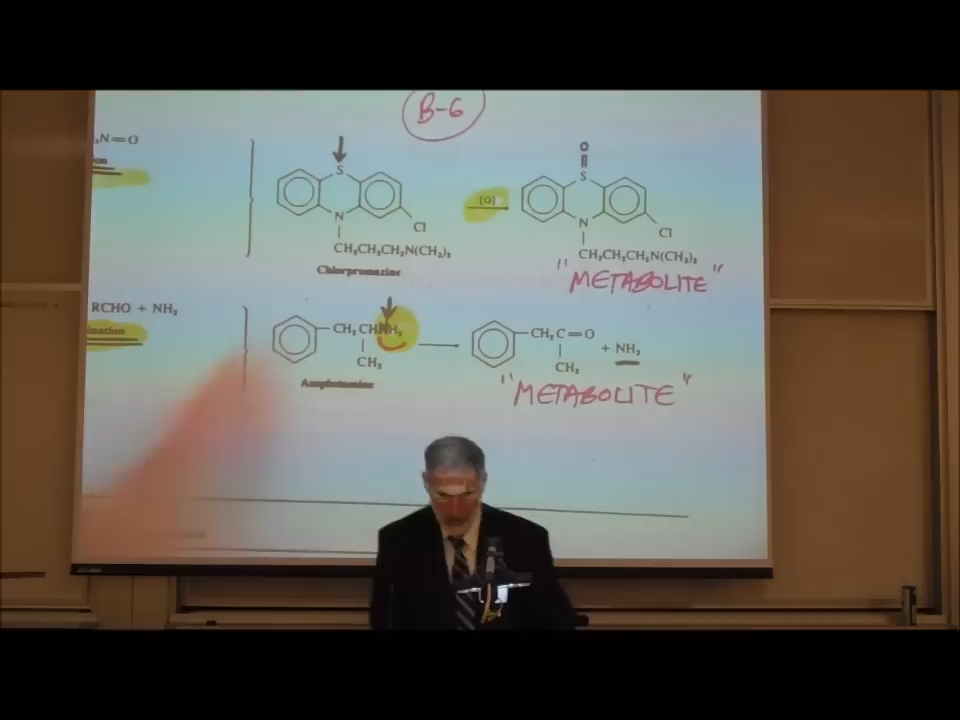 B-6
N=O
O
S
S
[O]
N
Cl
N
Cl
CH₂CH₂CH₂N(CH₃)₂
CH₂CH₂CH₂N(CH₃)₂
Chlorpromazine
"METABOLITE"
RCHO + NH₃
ination
CH₂CHNH₂
CH₃
CH₂C=O
CH₃
+ NH₃
Amphetamine
"METABOLITE"